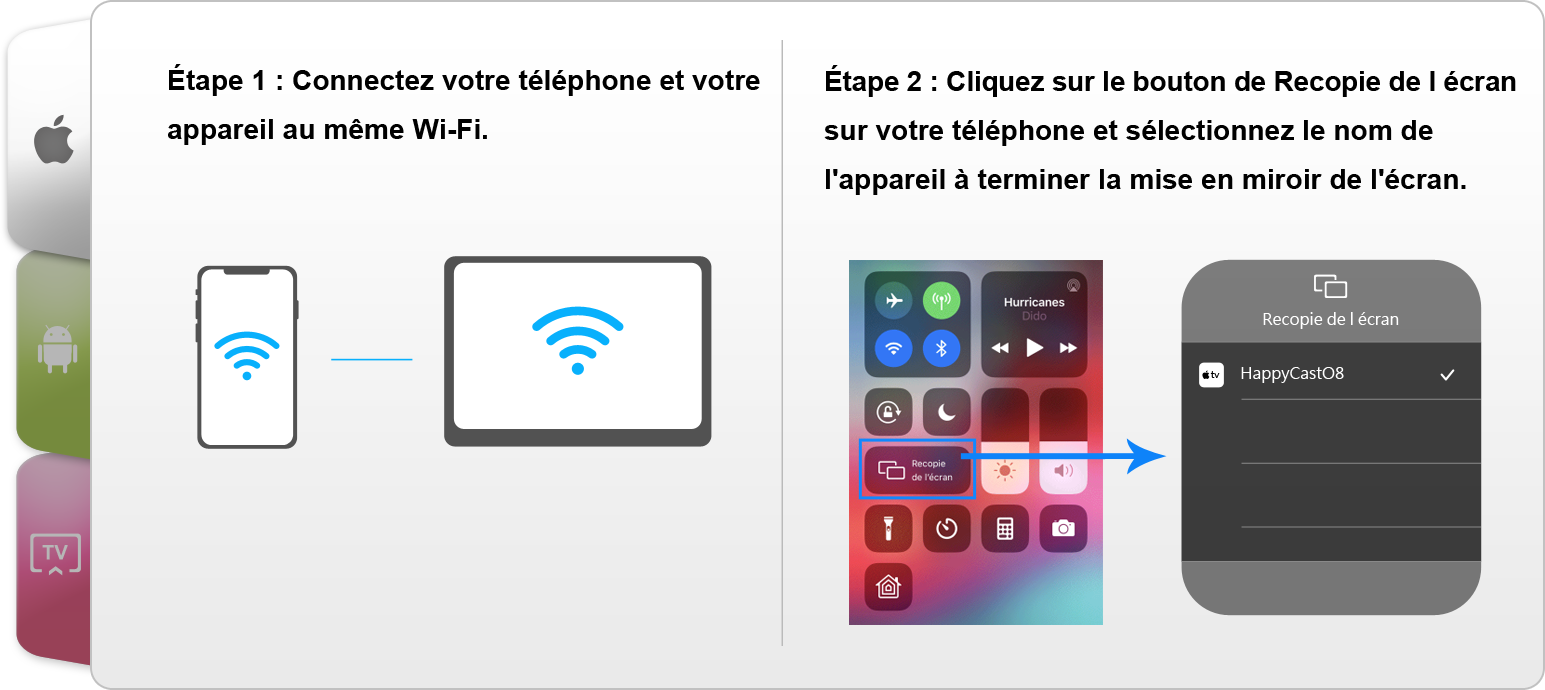 Étape 1 : Connectez votre téléphone et votre
appareil au même Wi-Fi.
Étape 2 : Cliquez sur le bouton de Recopie de l écran
sur votre téléphone et sélectionnez le nom de
l'appareil à terminer la mise en miroir de l'écran.
Hurricanes
Dido
Recopie
de l'écran
Recopie de l écran
tv
HappyCastO8
TV